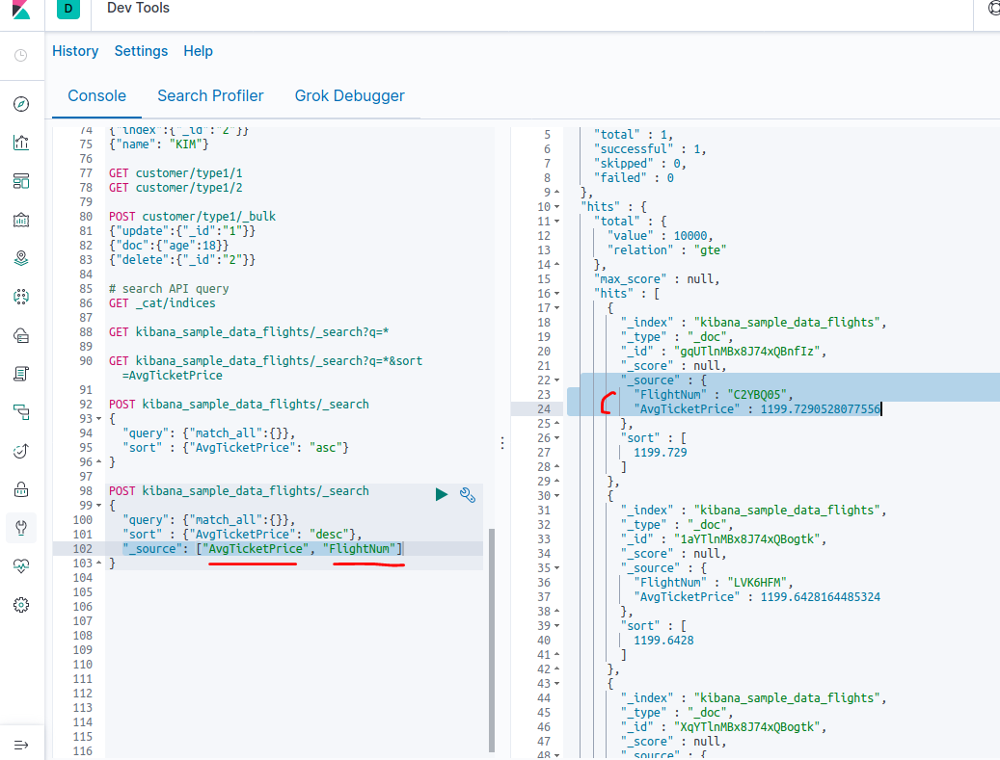 D
Dev Tools
History Settings Help
Console Search Profiler Grok Debugger
74 {"index":{"_id":"2"}}
75 {"name": "KIM"}
76
77 GET customer/type1/1
78 GET customer/type1/2
79
80 POST customer/type1/_bulk
81 {"update":{"_id":"1"}}
82 {"doc":{"age":18}}
83 {"delete":{"_id":"2"}}
84
85 # search API query
86 GET _cat/indices
87
88 GET kibana_sample_data_flights/_search?q=*
89
90 GET kibana_sample_data_flights/_search?q=*&sort
=AvgTicketPrice
91
92 POST kibana_sample_data_flights/_search
93 {
94 "query": {"match_all":{}},
95 "sort" : {"AvgTicketPrice": "asc"}
96 }
97
98 POST kibana_sample_data_flights/_search
99 {
100 "query": {"match_all":{}},
101 "sort" : {"AvgTicketPrice": "desc"},
102 "_source": ["AvgTicketPrice", "FlightNum"]
103 }
104
105
106
107
108
109
110
111
112
113
114
115
116
5 "total" : 1,
6 "successful" : 1,
7 "skipped" : 0,
8 "failed" : 0
9 },
10 "hits" : {
11 "total" : {
12 "value" : 10000,
13 "relation" : "gte"
14 },
15 "max_score" : null,
16 "hits" : [
17 {
18 "_index" : "kibana_sample_data_flights",
19 "_type" : "_doc",
20 "_id" : "gqUTlnMBx8J74xQBnfIz",
21 "_score" : null,
22 "_source" : {
23 "FlightNum" : "C2YBQ05",
24 "AvgTicketPrice" : 1199.7290528077556
25 },
26 "sort" : [
27 1199.729
28 ]
29 },
30 {
31 "_index" : "kibana_sample_data_flights",
32 "_type" : "_doc",
33 "_id" : "1aYTlnMBx8J74xQBogtk",
34 "_score" : null,
35 "_source" : {
36 "FlightNum" : "LVK6HFM",
37 "AvgTicketPrice" : 1199.6428164485324
38 },
39 "sort" : [
40 1199.6428
41 ]
42 },
43 {
44 "_index" : "kibana_sample_data_flights",
45 "_type" : "_doc",
46 "_id" : "XqYTlnMBx8J74xQBogtk",
47 "_score" : null,
48 "_source" : {